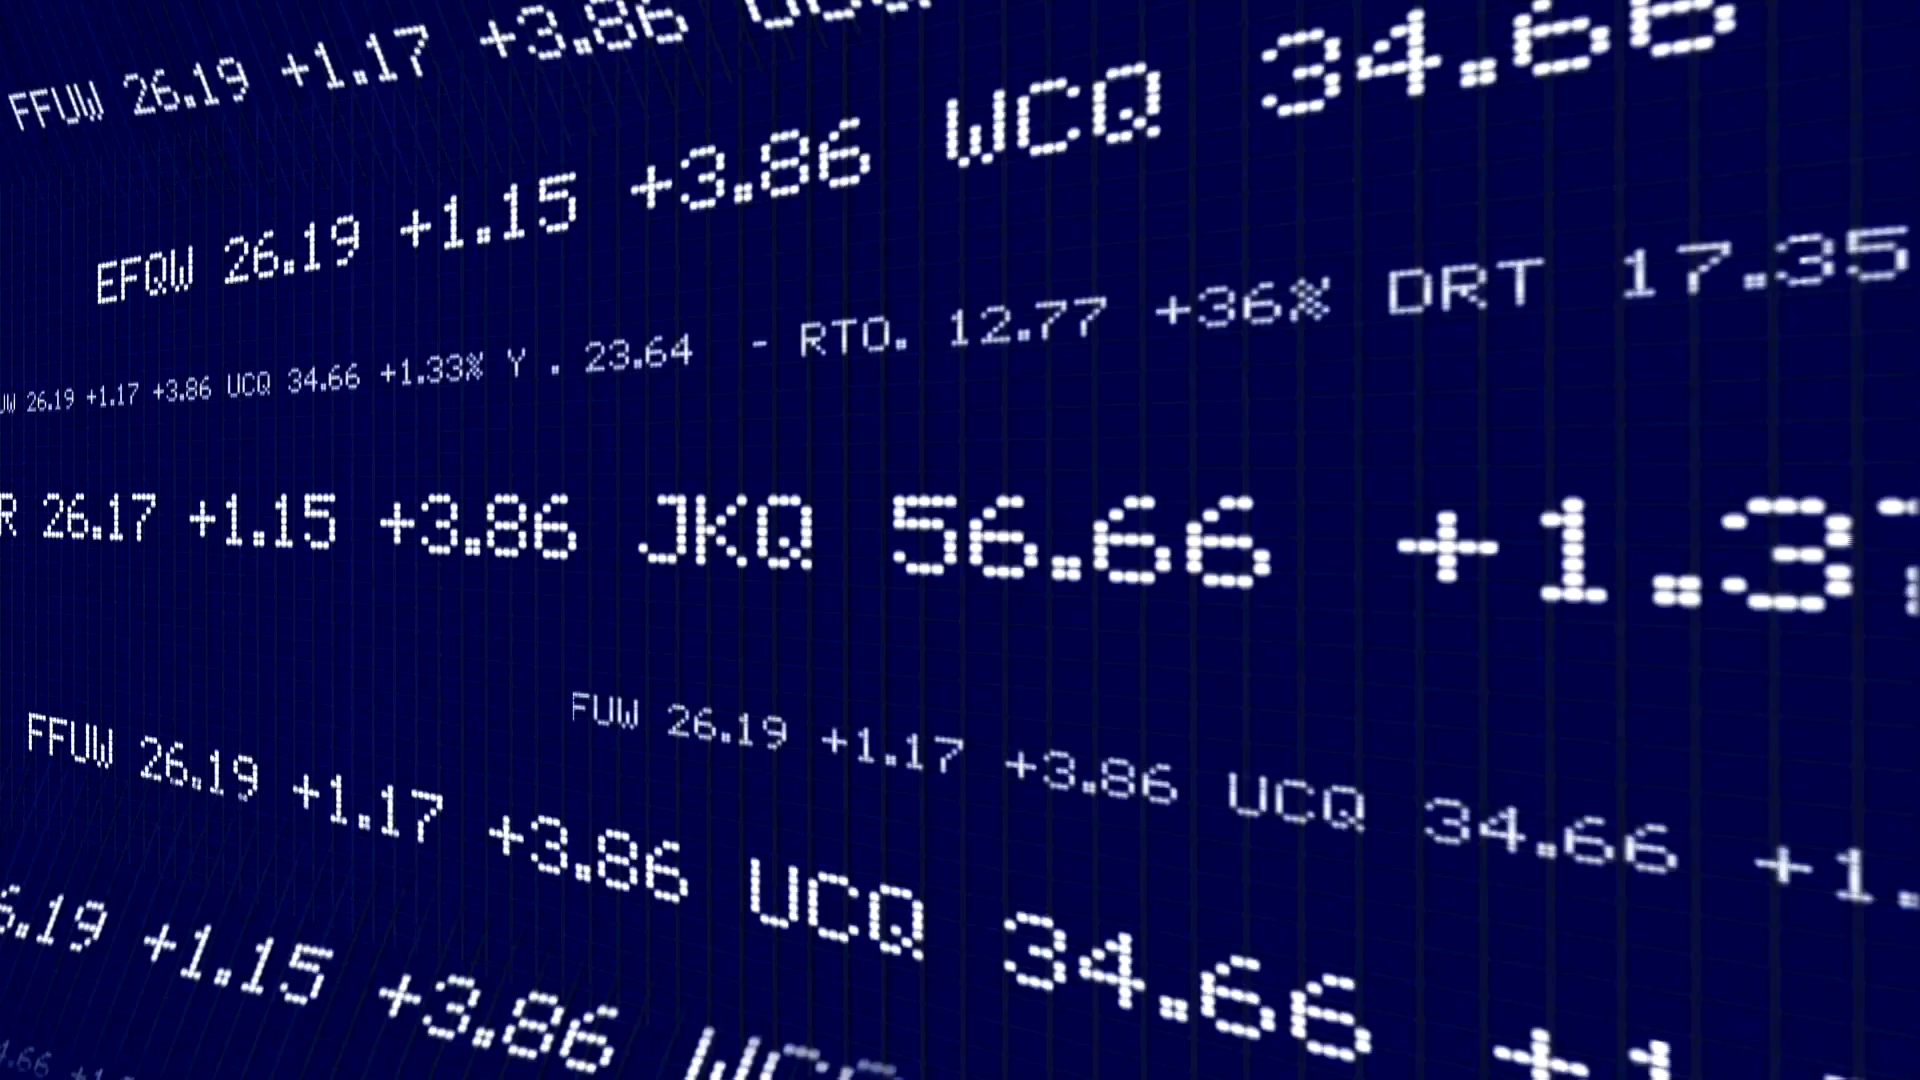 FFUW 26.19 +1.17 +3.86
EFQW 26.19 +1.15 +3.86 WCQ 34.66
26.19 +1.17 +3.86 UCQ 34.66 +1.33% Y . 23.64 - RTO. 12.77 +36% DRT 17.35
R 26.17 +1.15 +3.86 JKQ 56.66 +1.3
FUW 26.19 +1.17 +3.86 UCQ 34.66 +1.
FFUW 26.19 +1.17 +3.86 UCQ 34.66 +1
6.19 +1.15 +3.86